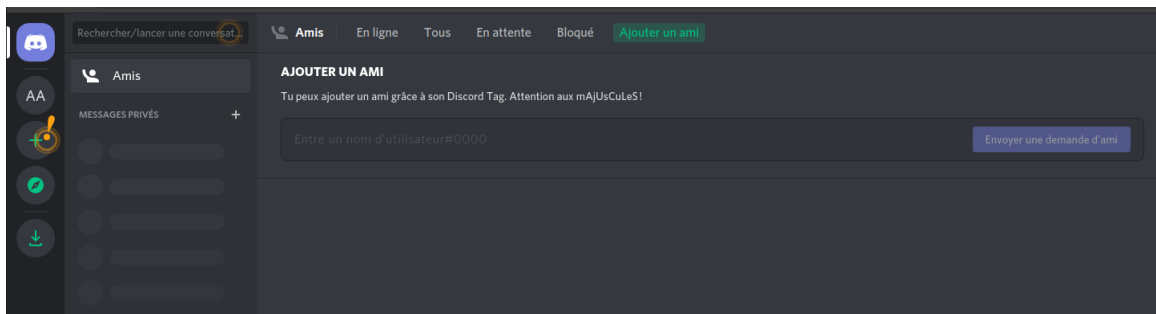 Rechercher/lancer une conversat...
Amis En ligne Tous En attente Bloqué Ajouter un ami
Amis
AA
MESSAGES PRIVÉS +
AJOUTER UN AMI
Tu peux ajouter un ami grâce à son Discord Tag. Attention aux mAjUsCuLeS!
Entre un nom d'utilisateur#0000
Envoyer une demande d'ami